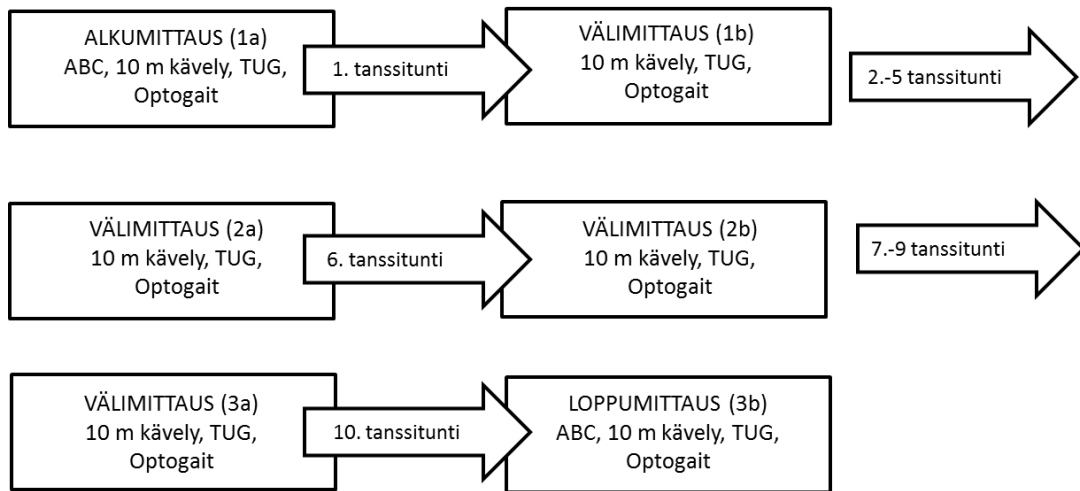 ALKUMITTAUS (1a)
ABC, 10 m kävely, TUG,
Optogait
1. tanssitunti
VÄLIMITTAUS (1b)
10 m kävely, TUG,
Optogait
2.-5 tanssitunti
VÄLIMITTAUS (2a)
10 m kävely, TUG,
Optogait
6. tanssitunti
VÄLIMITTAUS (2b)
10 m kävely, TUG,
Optogait
7.-9 tanssitunti
VÄLIMITTAUS (3a)
10 m kävely, TUG,
Optogait
10. tanssitunti
LOPPUMITTAUS (3b)
ABC, 10 m kävely, TUG,
Optogait